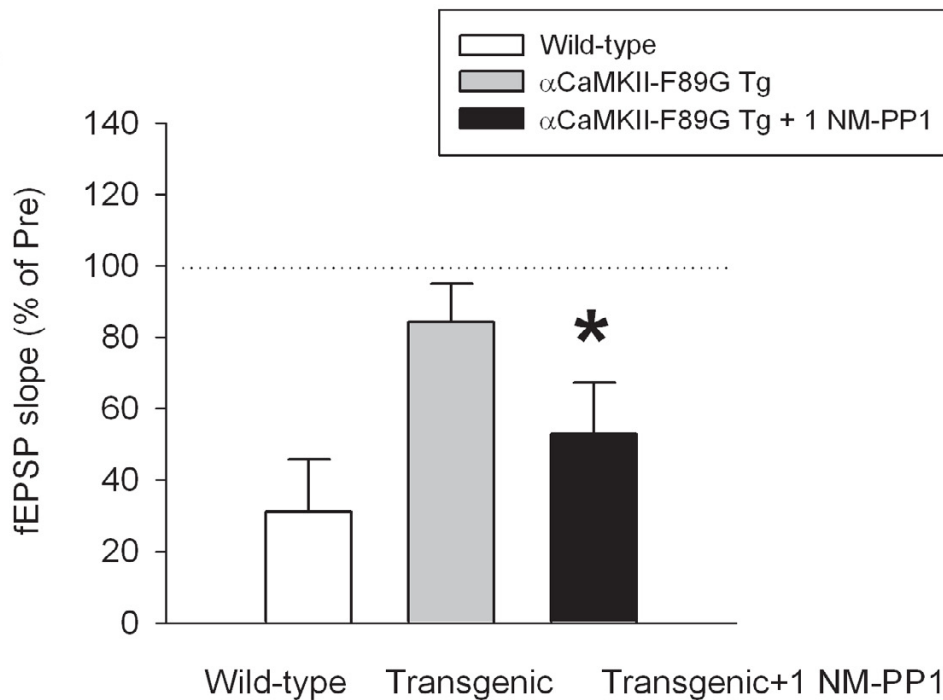 Wild-type
αCaMKII-F89G Tg
αCaMKII-F89G Tg + 1 NM-PP1
140
120
100
80
60
40
20
0
fEPSP slope (% of Pre)
*
Wild-type Transgenic Transgenic+1 NM-PP1